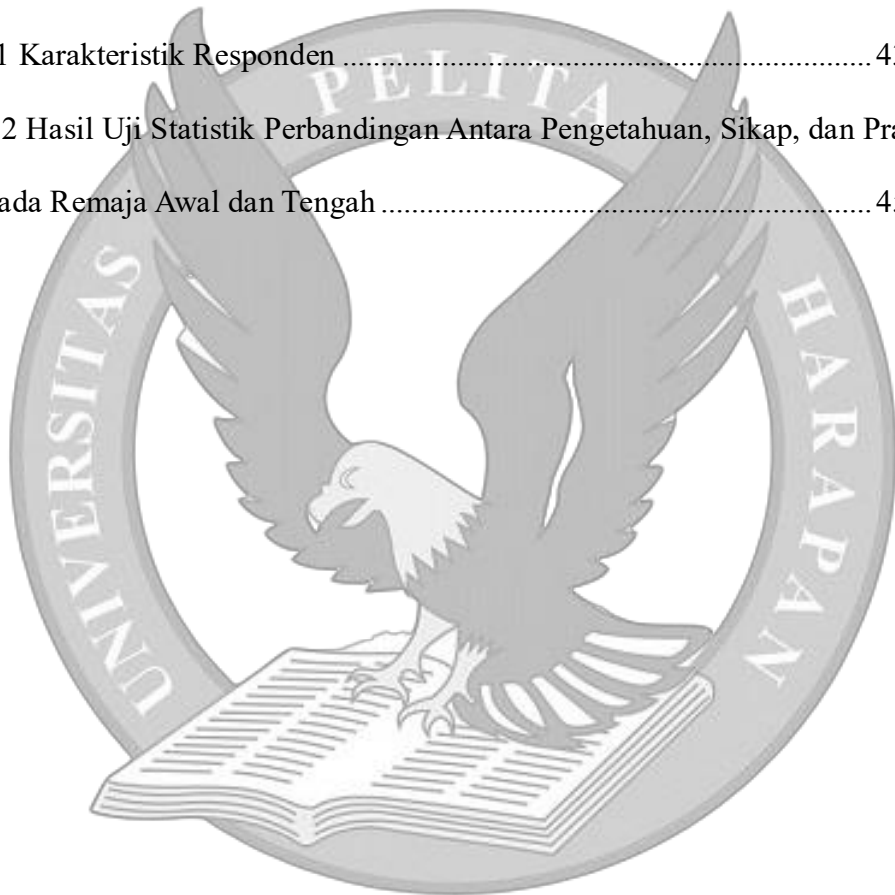 1 Karakteristik Responden ........................................................... 4
2 Hasil Uji Statistik Perbandingan Antara Pengetahuan, Sikap, dan
ada Remaja Awal dan Tengah ...................................................... 4
UNIVERSITAS PELITA HARAPAN